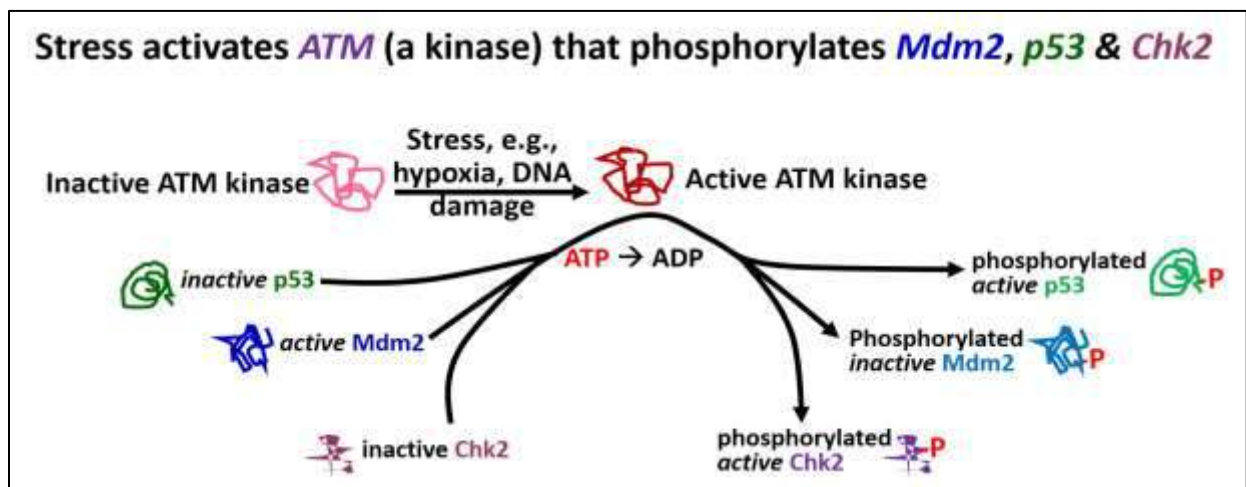 Stress activates ATM (a kinase) that phosphorylates Mdm2, p53 & Chk2
Stress, e.g.,
hypoxia, DNA
damage
Inactive ATM kinase
Active ATM kinase
ATP → ADP
inactive p53
active Mdm2
inactive Chk2
phosphorylated
active p53
P
Phosphorylated
inactive Mdm2
P
phosphorylated
active Chk2
P